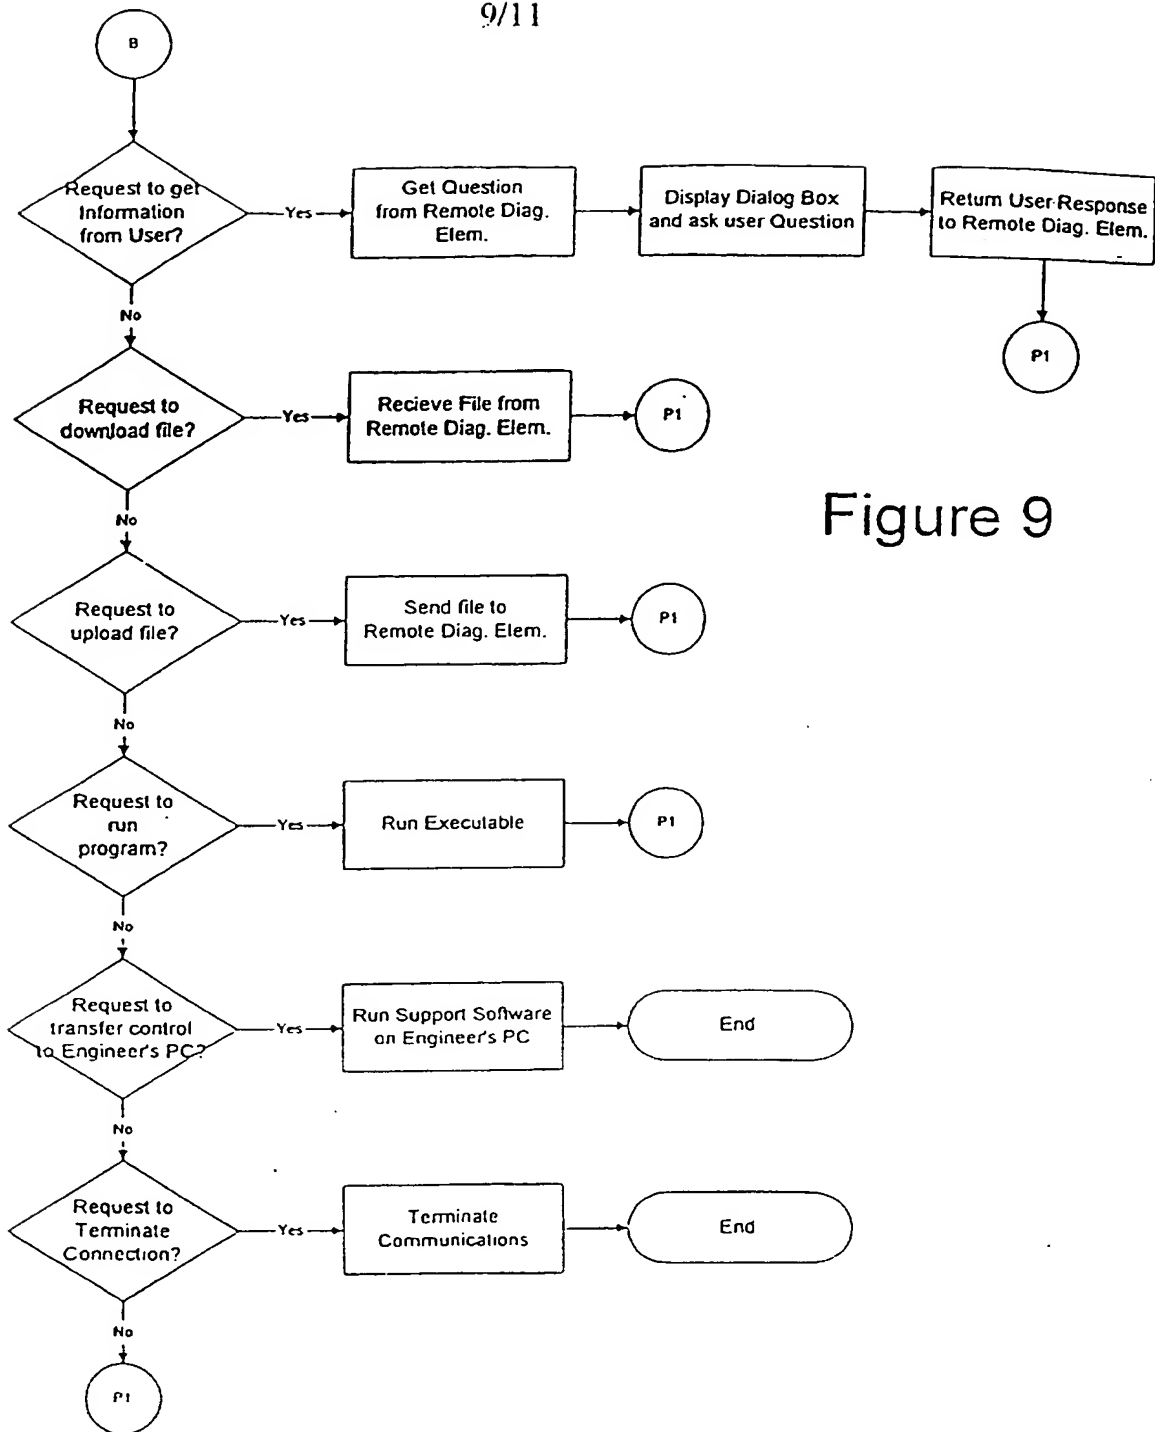 9/11
B
Request to get
Information
from User?
Yes
Get Question
from Remote Diag.
Elem.
Display Dialog Box
and ask user Question
Return User Response
to Remote Diag. Elem.
No
P1
Request to
download file?
Yes
Recieve File from
Remote Diag. Elem.
P1
Figure 9
No
Request to
upload file?
Yes
Send file to
Remote Diag. Elem.
P1
No
Request to
run
program?
Yes
Run Executable
P1
No
Request to
transfer control
to Engineer's PC?
Yes
Run Support Software
on Engineer's PC
End
No
Request to
Terminate
Connection?
Yes
Terminate
Communications
End
No
P1